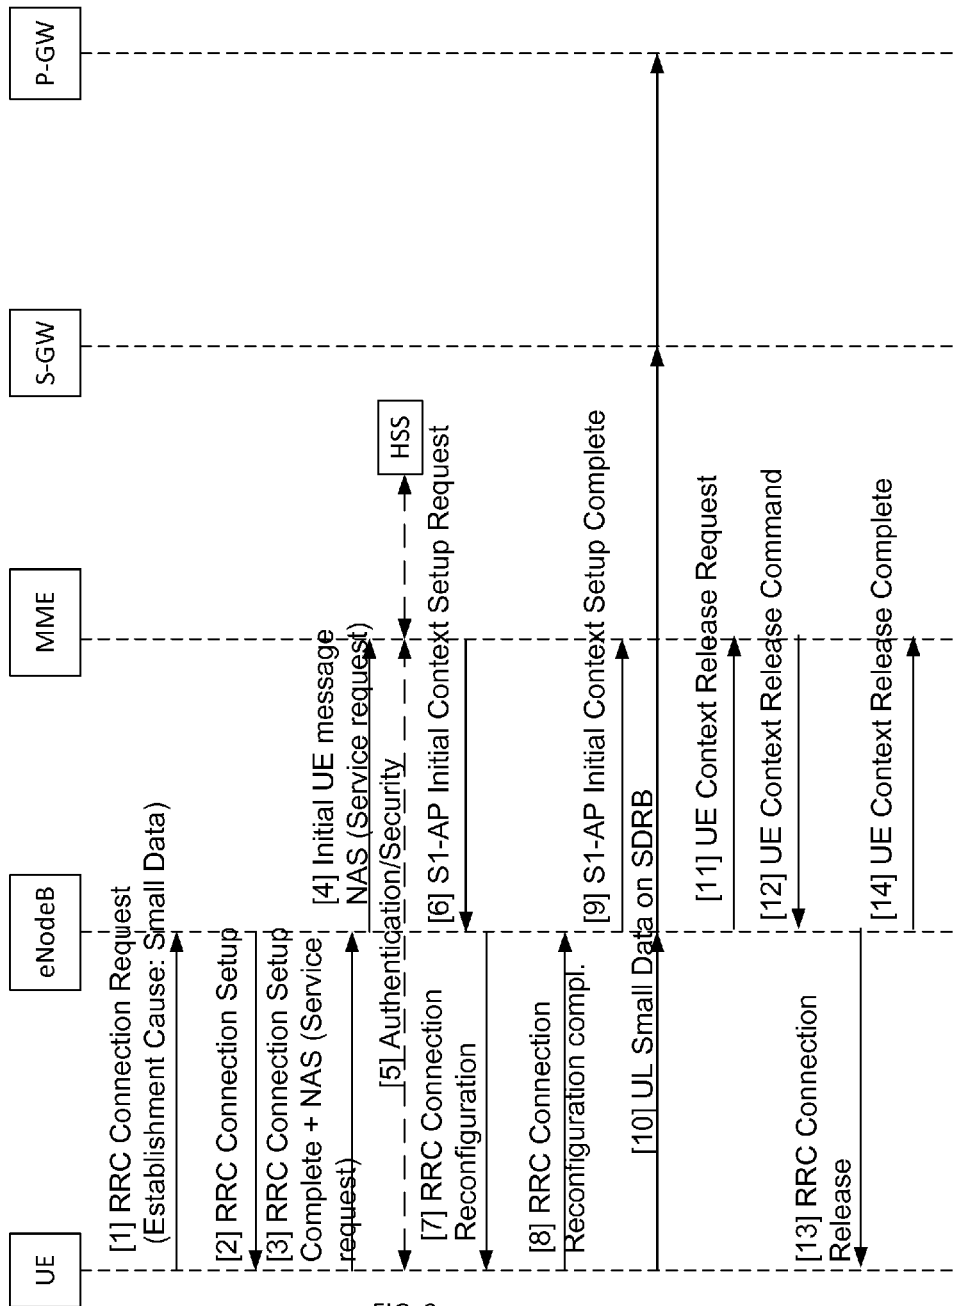 UE
eNodeB
MME
S-GW
P-GW
[1] RRC Connection Request
(Establishment Cause: Small Data)
[2] RRC Connection Setup
[3] RRC Connection Setup
Complete + NAS (Service
request)
[4] Initial UE message
NAS (Service request)
[5] Authentication/Security
HSS
[6] S1-AP Initial Context Setup Request
[7] RRC Connection
Reconfiguration
[8] RRC Connection
Reconfiguration compl.
[9] S1-AP Initial Context Setup Complete
[10] UL Small Data on SDRB
[11] UE Context Release Request
[12] UE Context Release Command
[13] RRC Connection
Release
[14] UE Context Release Complete